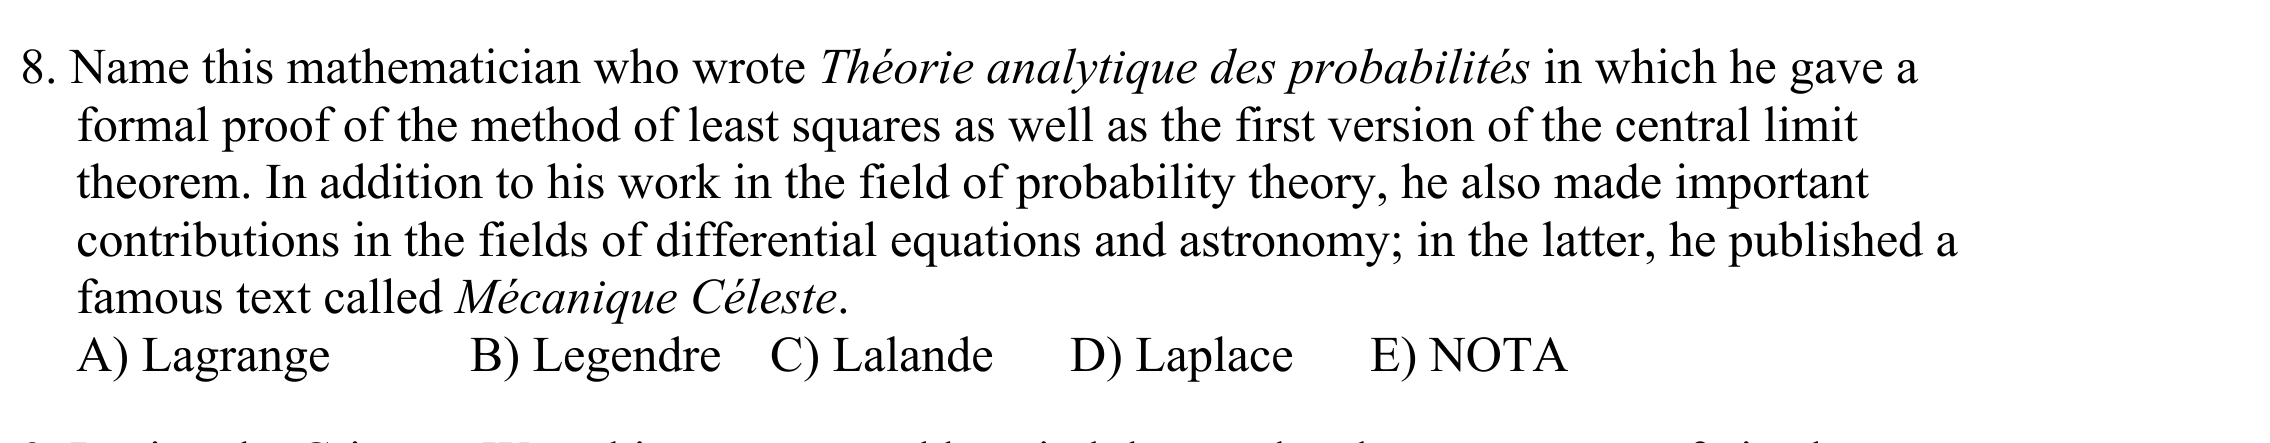 8. Name this mathematician who wrote Théorie analytique des probabilités in which he gave a
formal proof of the method of least squares as well as the first version of the central limit
theorem. In addition to his work in the field of probability theory, he also made important
contributions in the fields of differential equations and astronomy; in the latter, he published a
famous text called Mécanique Céleste.
A) Lagrange B) Legendre C) Lalande D) Laplace E) NOTA